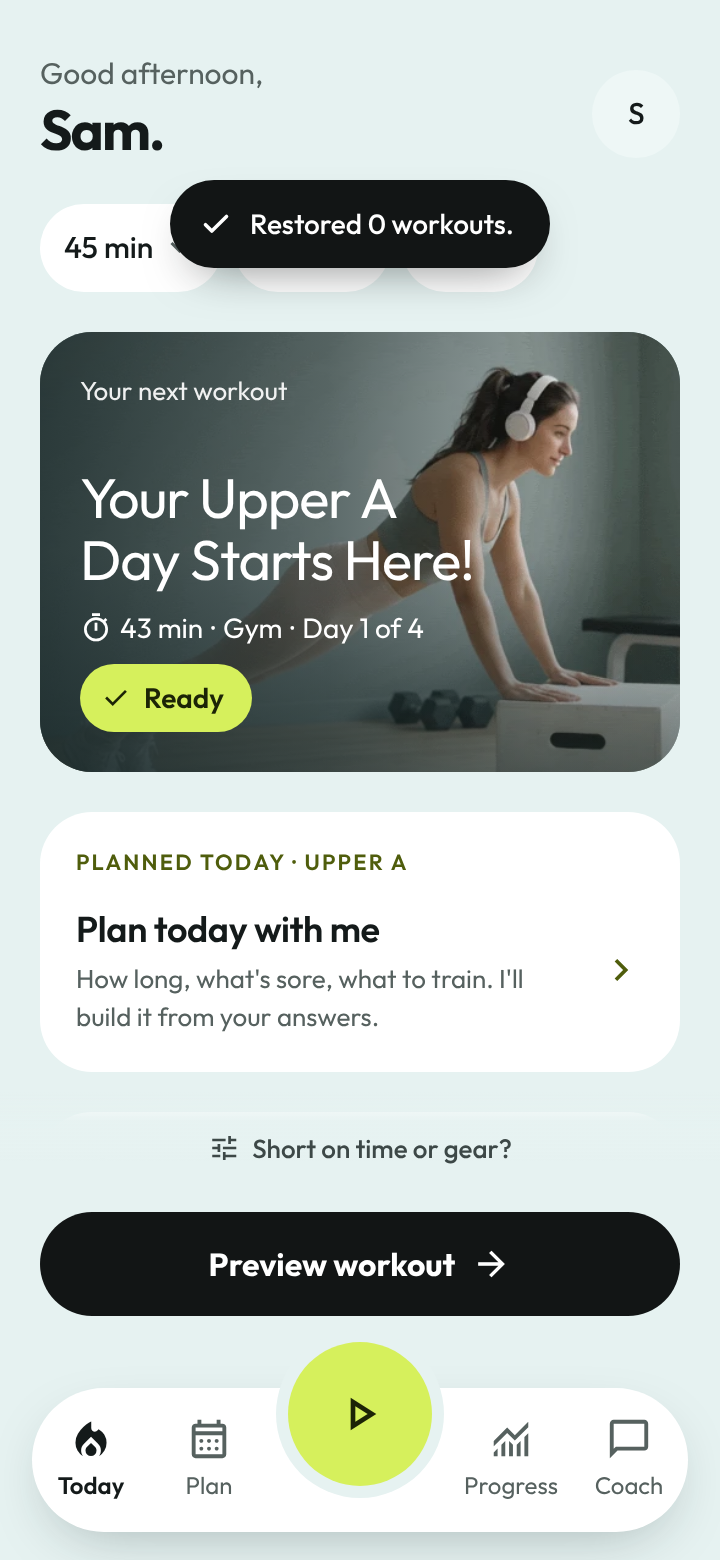 Good afternoon,
Sam.
S
Restored 0 workouts.
45 min
Your next workout
Your Upper A
Day Starts Here!
43 min · Gym · Day 1 of 4
Ready
PLANNED TODAY · UPPER A
Plan today with me
How long, what's sore, what to train. I'll
build it from your answers.
Short on time or gear?
Preview workout
Today
Plan
Progress
Coach